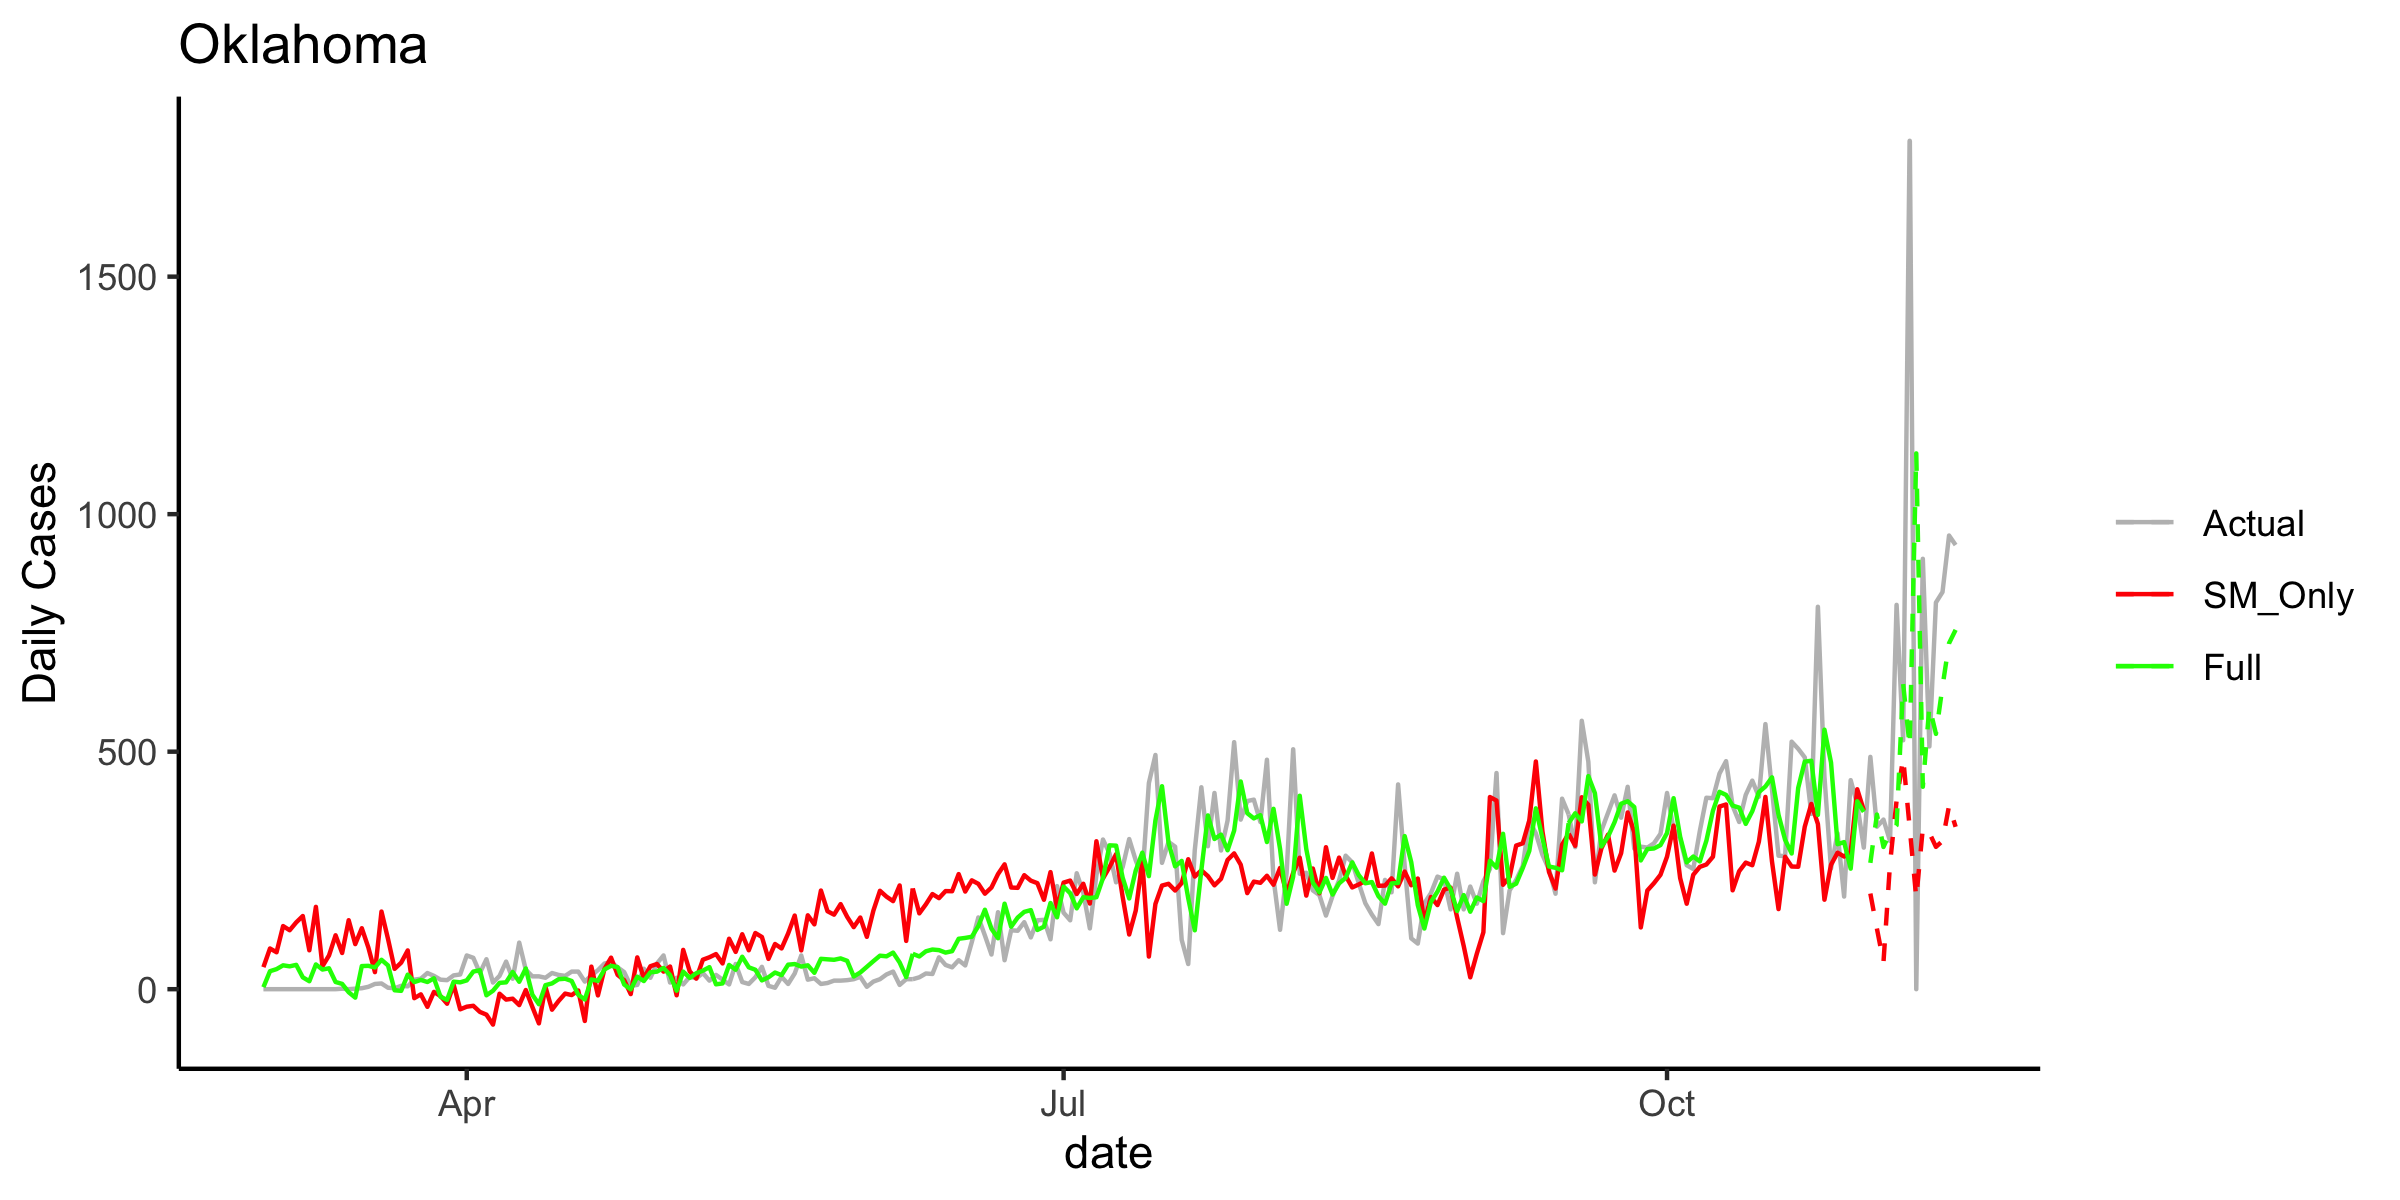 Oklahoma
Daily Cases
1500
1000
500
0
Apr
Jul
Oct
date
Actual
SM_Only
Full